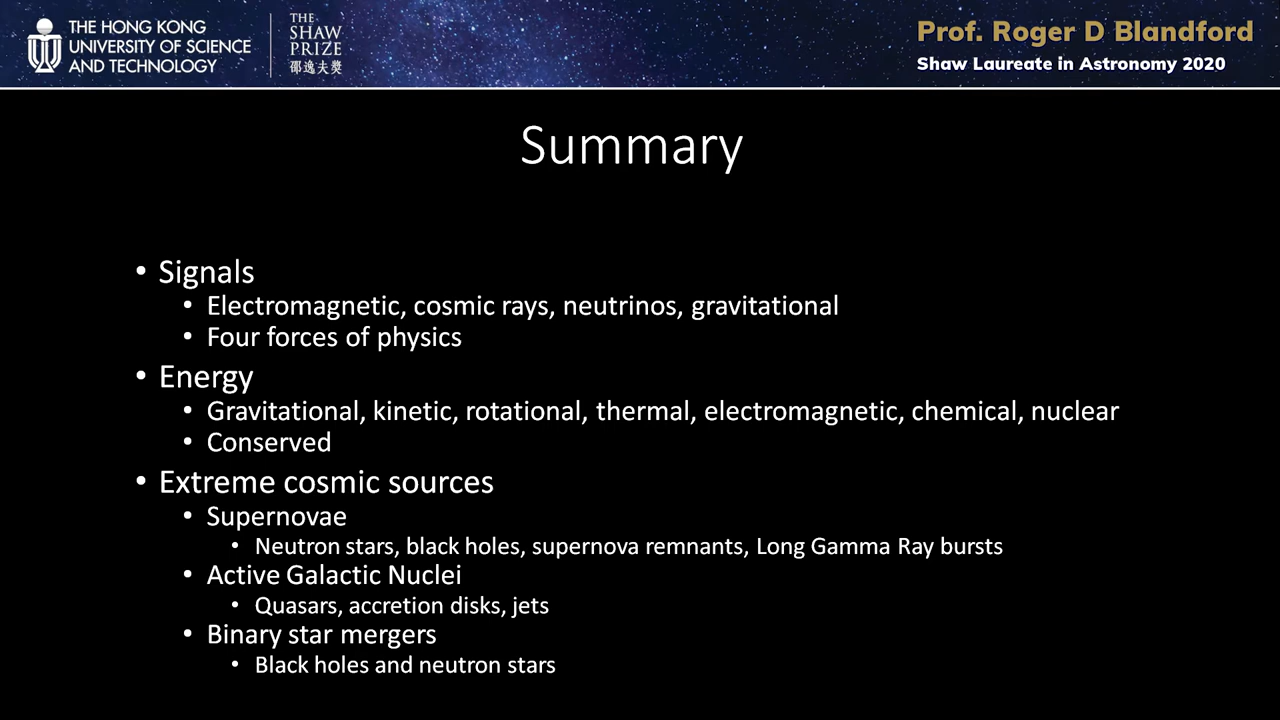 THE HONG KONG
UNIVERSITY OF SCIENCE
AND TECHNOLOGY
THE
SHAW
PRIZE
邵逸夫獎
Prof. Roger D Blandford
Shaw Laureate in Astronomy 2020
Summary
• Signals
• Electromagnetic, cosmic rays, neutrinos, gravitational
• Four forces of physics
• Energy
• Gravitational, kinetic, rotational, thermal, electromagnetic, chemical, nuclear
• Conserved
• Extreme cosmic sources
• Supernovae
• Neutron stars, black holes, supernova remnants, Long Gamma Ray bursts
• Active Galactic Nuclei
• Quasars, accretion disks, jets
• Binary star mergers
• Black holes and neutron stars